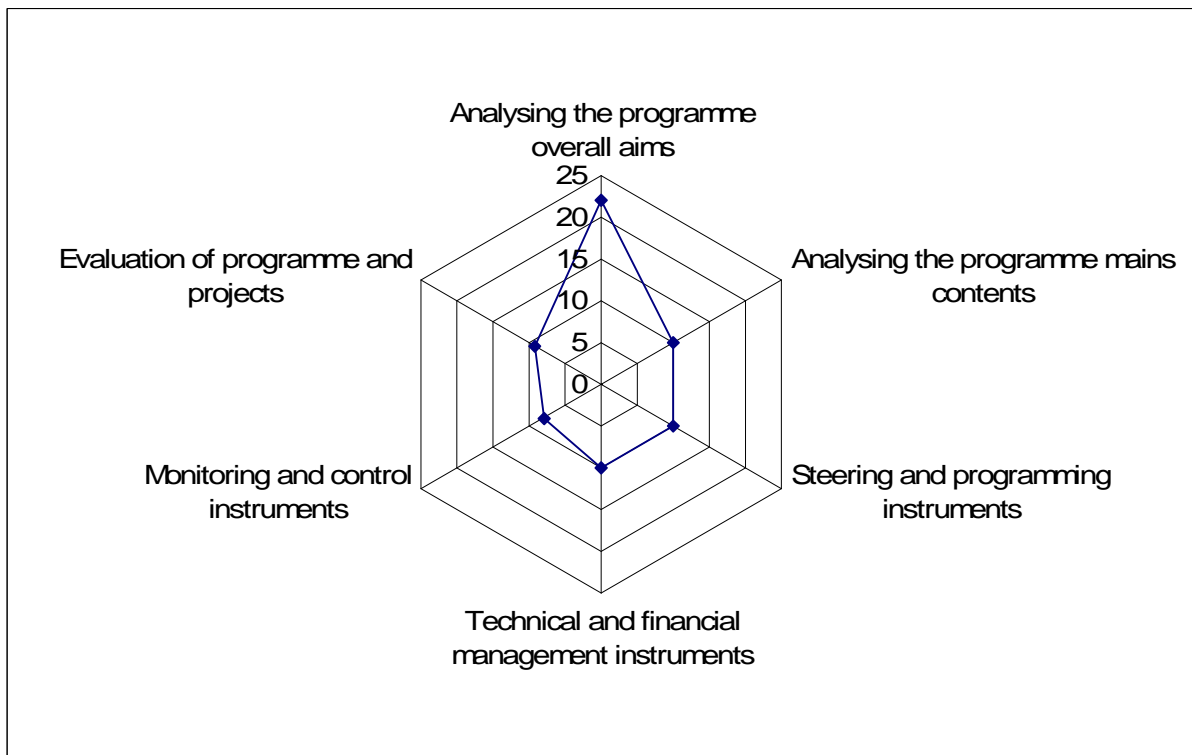 Analysing the programme
overall aims
25
20
15
10
5
0
Analysing the programme mains
contents
Steering and programming
instruments
Technical and financial
management instruments
Monitoring and control
instruments
Evaluation of programme and
projects